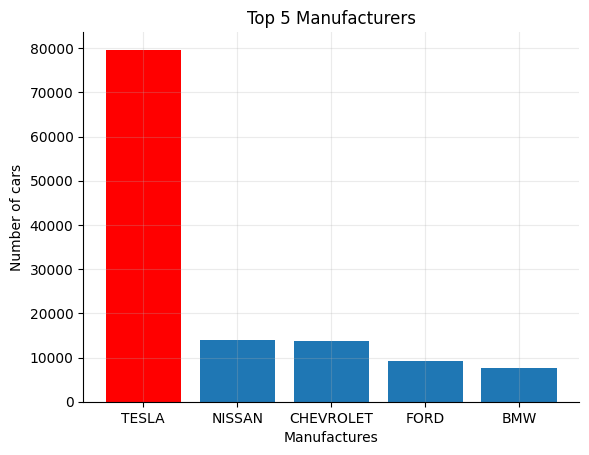 Top 5 Manufacturers
Number of cars
80000
70000
60000
50000
40000
30000
20000
10000
0
TESLA NISSAN CHEVROLET FORD BMW
Manufactures